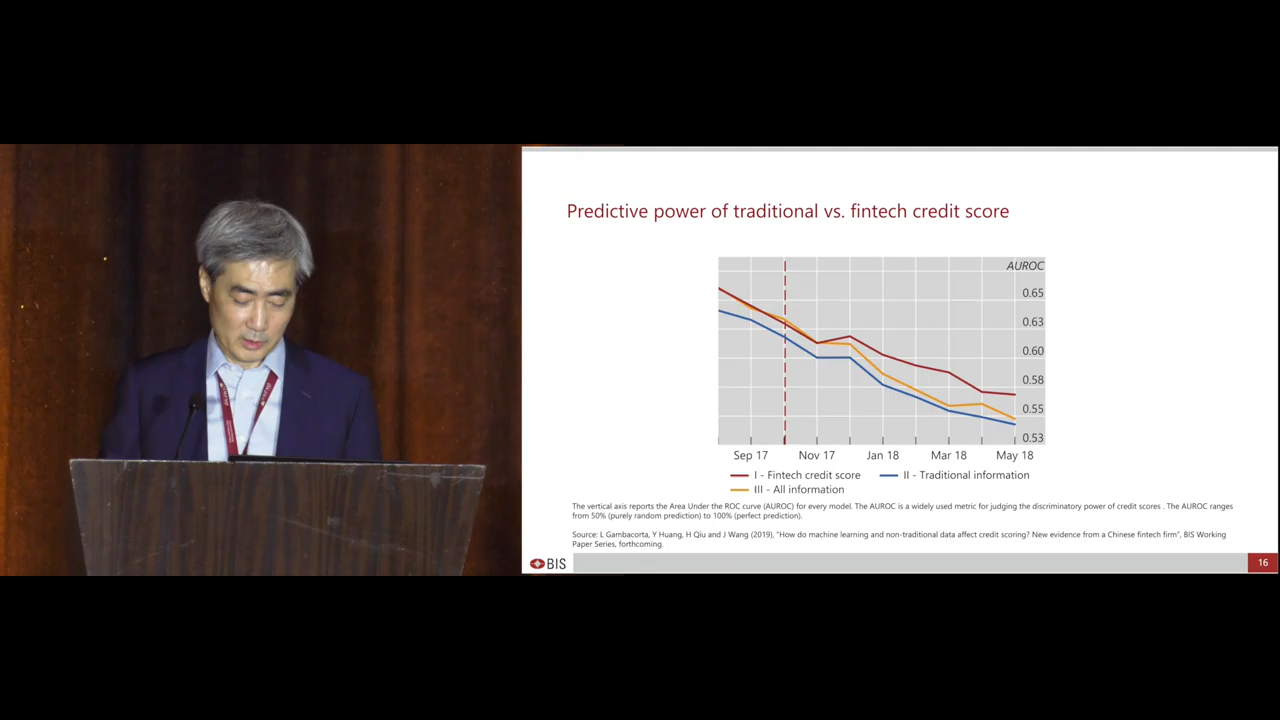 Predictive power of traditional vs. fintech credit score
AUROC
0.65
0.63
0.60
0.58
0.55
0.53
Sep 17 Nov 17 Jan 18 Mar 18 May 18
I - Fintech credit score II - Traditional information
III - All information
The vertical axis reports the Area Under the ROC curve (AUROC) for every model. The AUROC is a widely used metric for judging the discriminatory power of credit scores . The AUROC ranges
from 50% (purely random prediction) to 100% (perfect prediction).
Source: L Gambacorta, Y Huang, H Qiu and J Wang (2019), "How do machine learning and non-traditional data affect credit scoring? New evidence from a Chinese fintech firm", BIS Working
Paper Series, forthcoming.
BIS
16